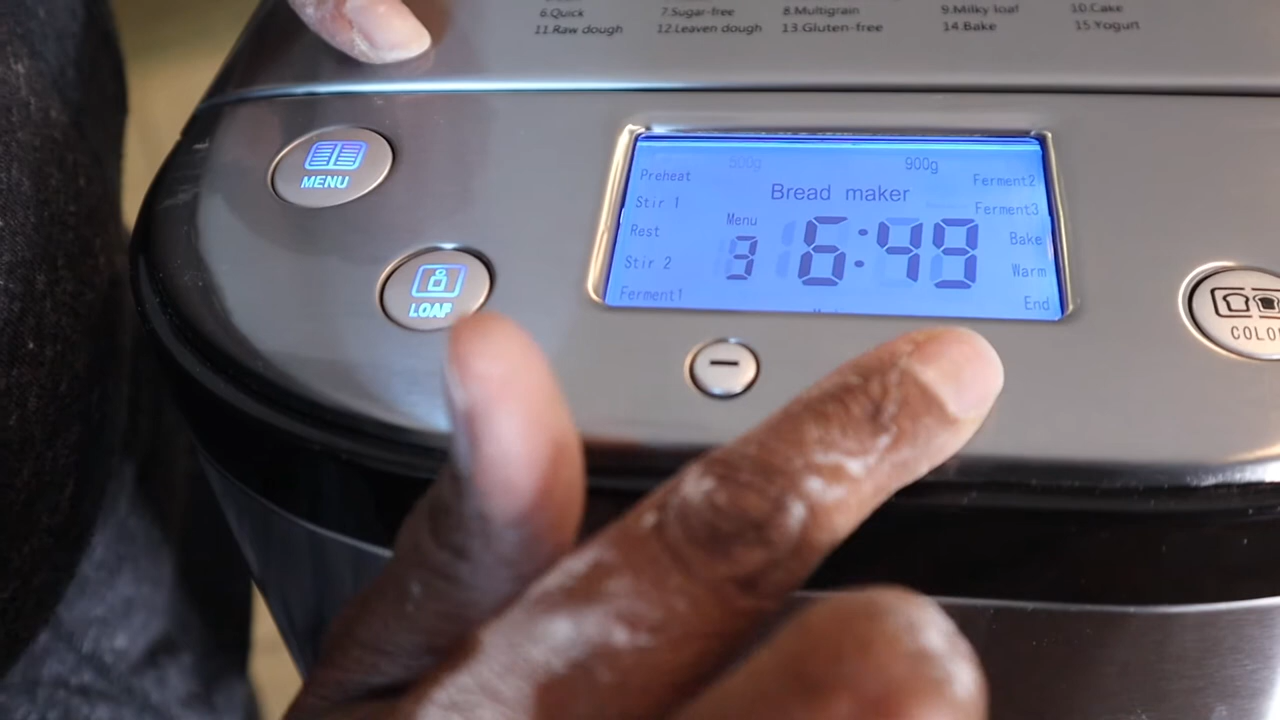 6.Quick 7.Sugar-free 8.Multigrain 9.Milky loaf 10.Cake
11.Raw dough 12.Leaven dough 13.Gluten-free 14.Bake 15.Yogurt
MENU
LOAF
500g 900g
Bread maker
Preheat
Stir 1
Rest
Stir 2
Ferment1
Menu
3 6:49
Ferment2
Ferment3
Bake
Warm
End
−
COLO